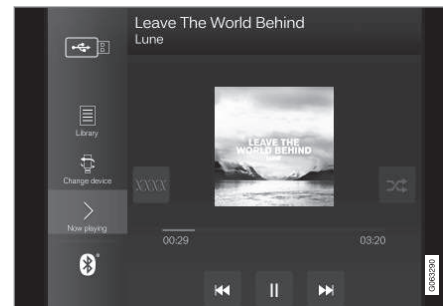 Leave The World Behind
Lune
Library
LEAVE THE
WORLD BEHIND
LUNE
XXXX
Change device
Now playing
00:29
03:20
G063290